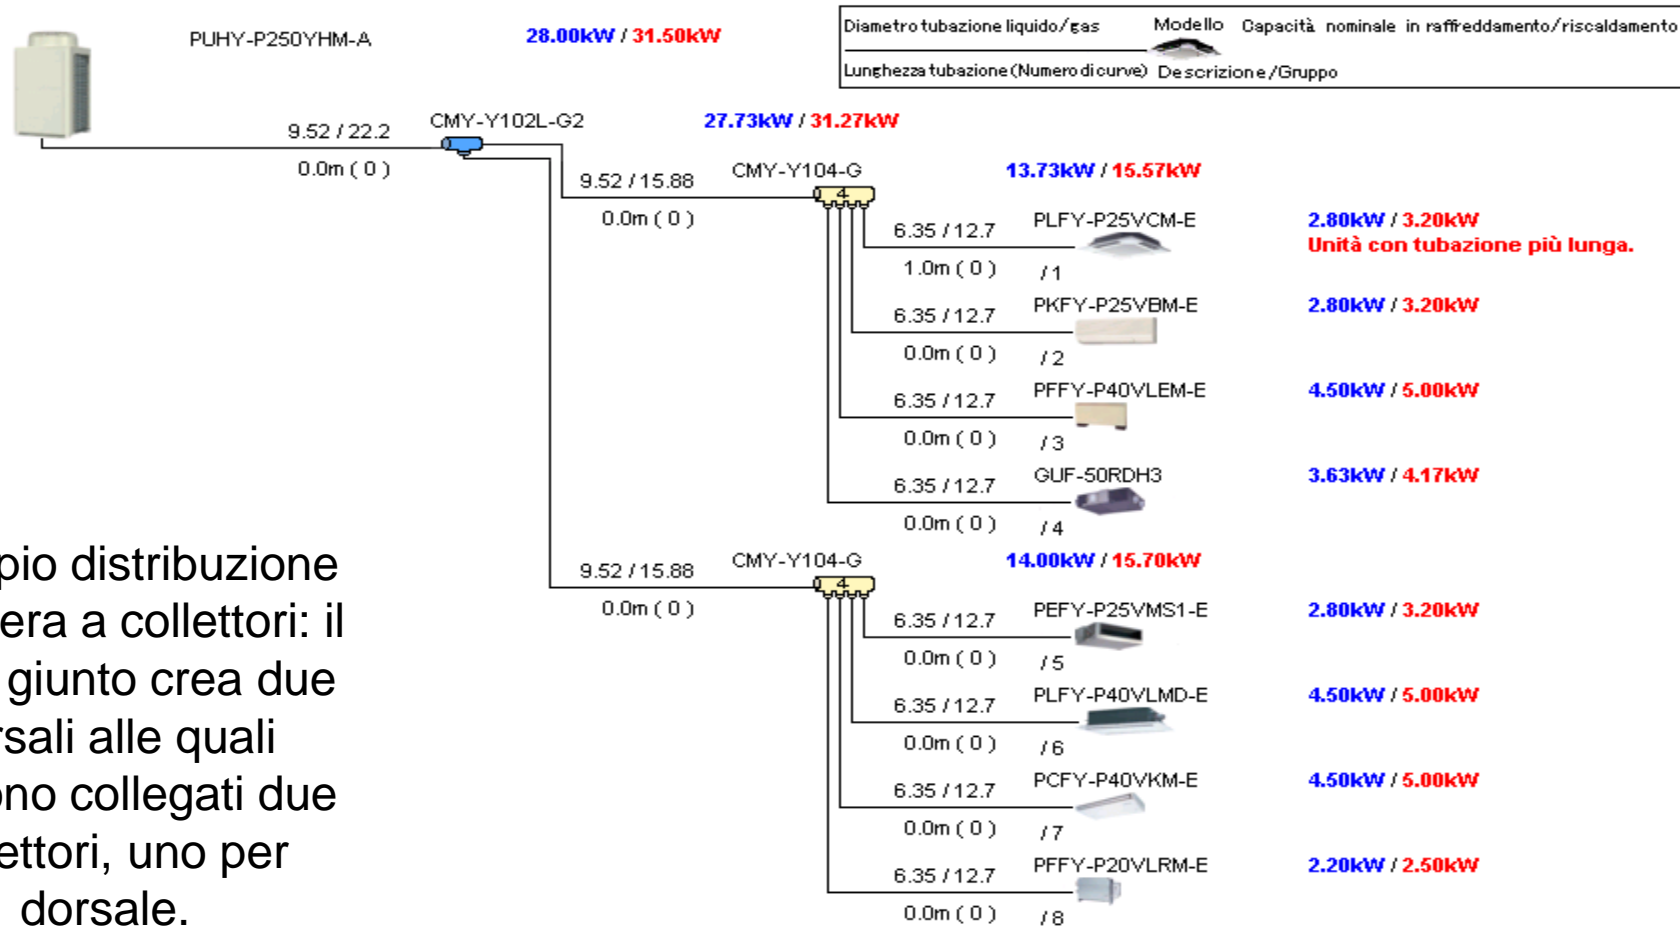 Diametro tubazione liquido/gas Modello Capacità nominale in raffreddamento/riscaldamento
Lunghezza tubazione(Numero di curve) Descrizione/Gruppo
PUHY-P250YHM-A 28.00kW / 31.50kW
9.52 / 22.2 CMY-Y102L-G2 27.73kW / 31.27kW
0.0m ( 0 )
9.52 / 15.88 CMY-Y104-G 13.73kW / 15.57kW
0.0m ( 0 )
4
6.35 / 12.7 PLFY-P25VCM-E 2.80kW / 3.20kW
Unità con tubazione più lunga.
1.0m ( 0 ) / 1
6.35 / 12.7 PKFY-P25VBM-E 2.80kW / 3.20kW
0.0m ( 0 ) / 2
6.35 / 12.7 PFFY-P40VLEM-E 4.50kW / 5.00kW
0.0m ( 0 ) / 3
6.35 / 12.7 GUF-50RDH3 3.63kW / 4.17kW
0.0m ( 0 ) / 4
9.52 / 15.88 CMY-Y104-G 14.00kW / 15.70kW
0.0m ( 0 )
4
6.35 / 12.7 PEFY-P25VMS1-E 2.80kW / 3.20kW
0.0m ( 0 ) / 5
6.35 / 12.7 PLFY-P40VLMD-E 4.50kW / 5.00kW
0.0m ( 0 ) / 6
6.35 / 12.7 PCFY-P40VKM-E 4.50kW / 5.00kW
0.0m ( 0 ) / 7
6.35 / 12.7 PFFY-P20VLRM-E 2.20kW / 2.50kW
0.0m ( 0 ) / 8
pio distribuzione
era a collettori: il
giunto crea due
rsali alle quali
ono collegati due
ettori, uno per
dorsale.